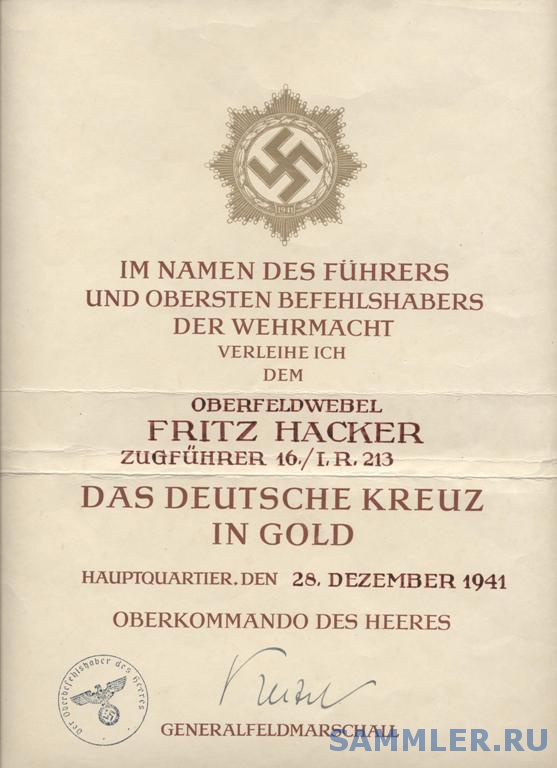 1941
IM NAMEN DES FÜHRERS
UND OBERSTEN BEFEHLSHABERS
DER WEHRMACHT
VERLEIHE ICH
DEM
OBERFELDWEBEL
FRITZ HACKER
ZUGFÜHRER 16./I.R. 213
DAS DEUTSCHE KREUZ
IN GOLD
HAUPTQUARTIER, DEN 28. DEZEMBER 1941
OBERKOMMANDO DES HEERES
Der Oberbefehlshaber des Heeres
Keitel
GENERALFELDMARSCHALL
SAMMLER.RU